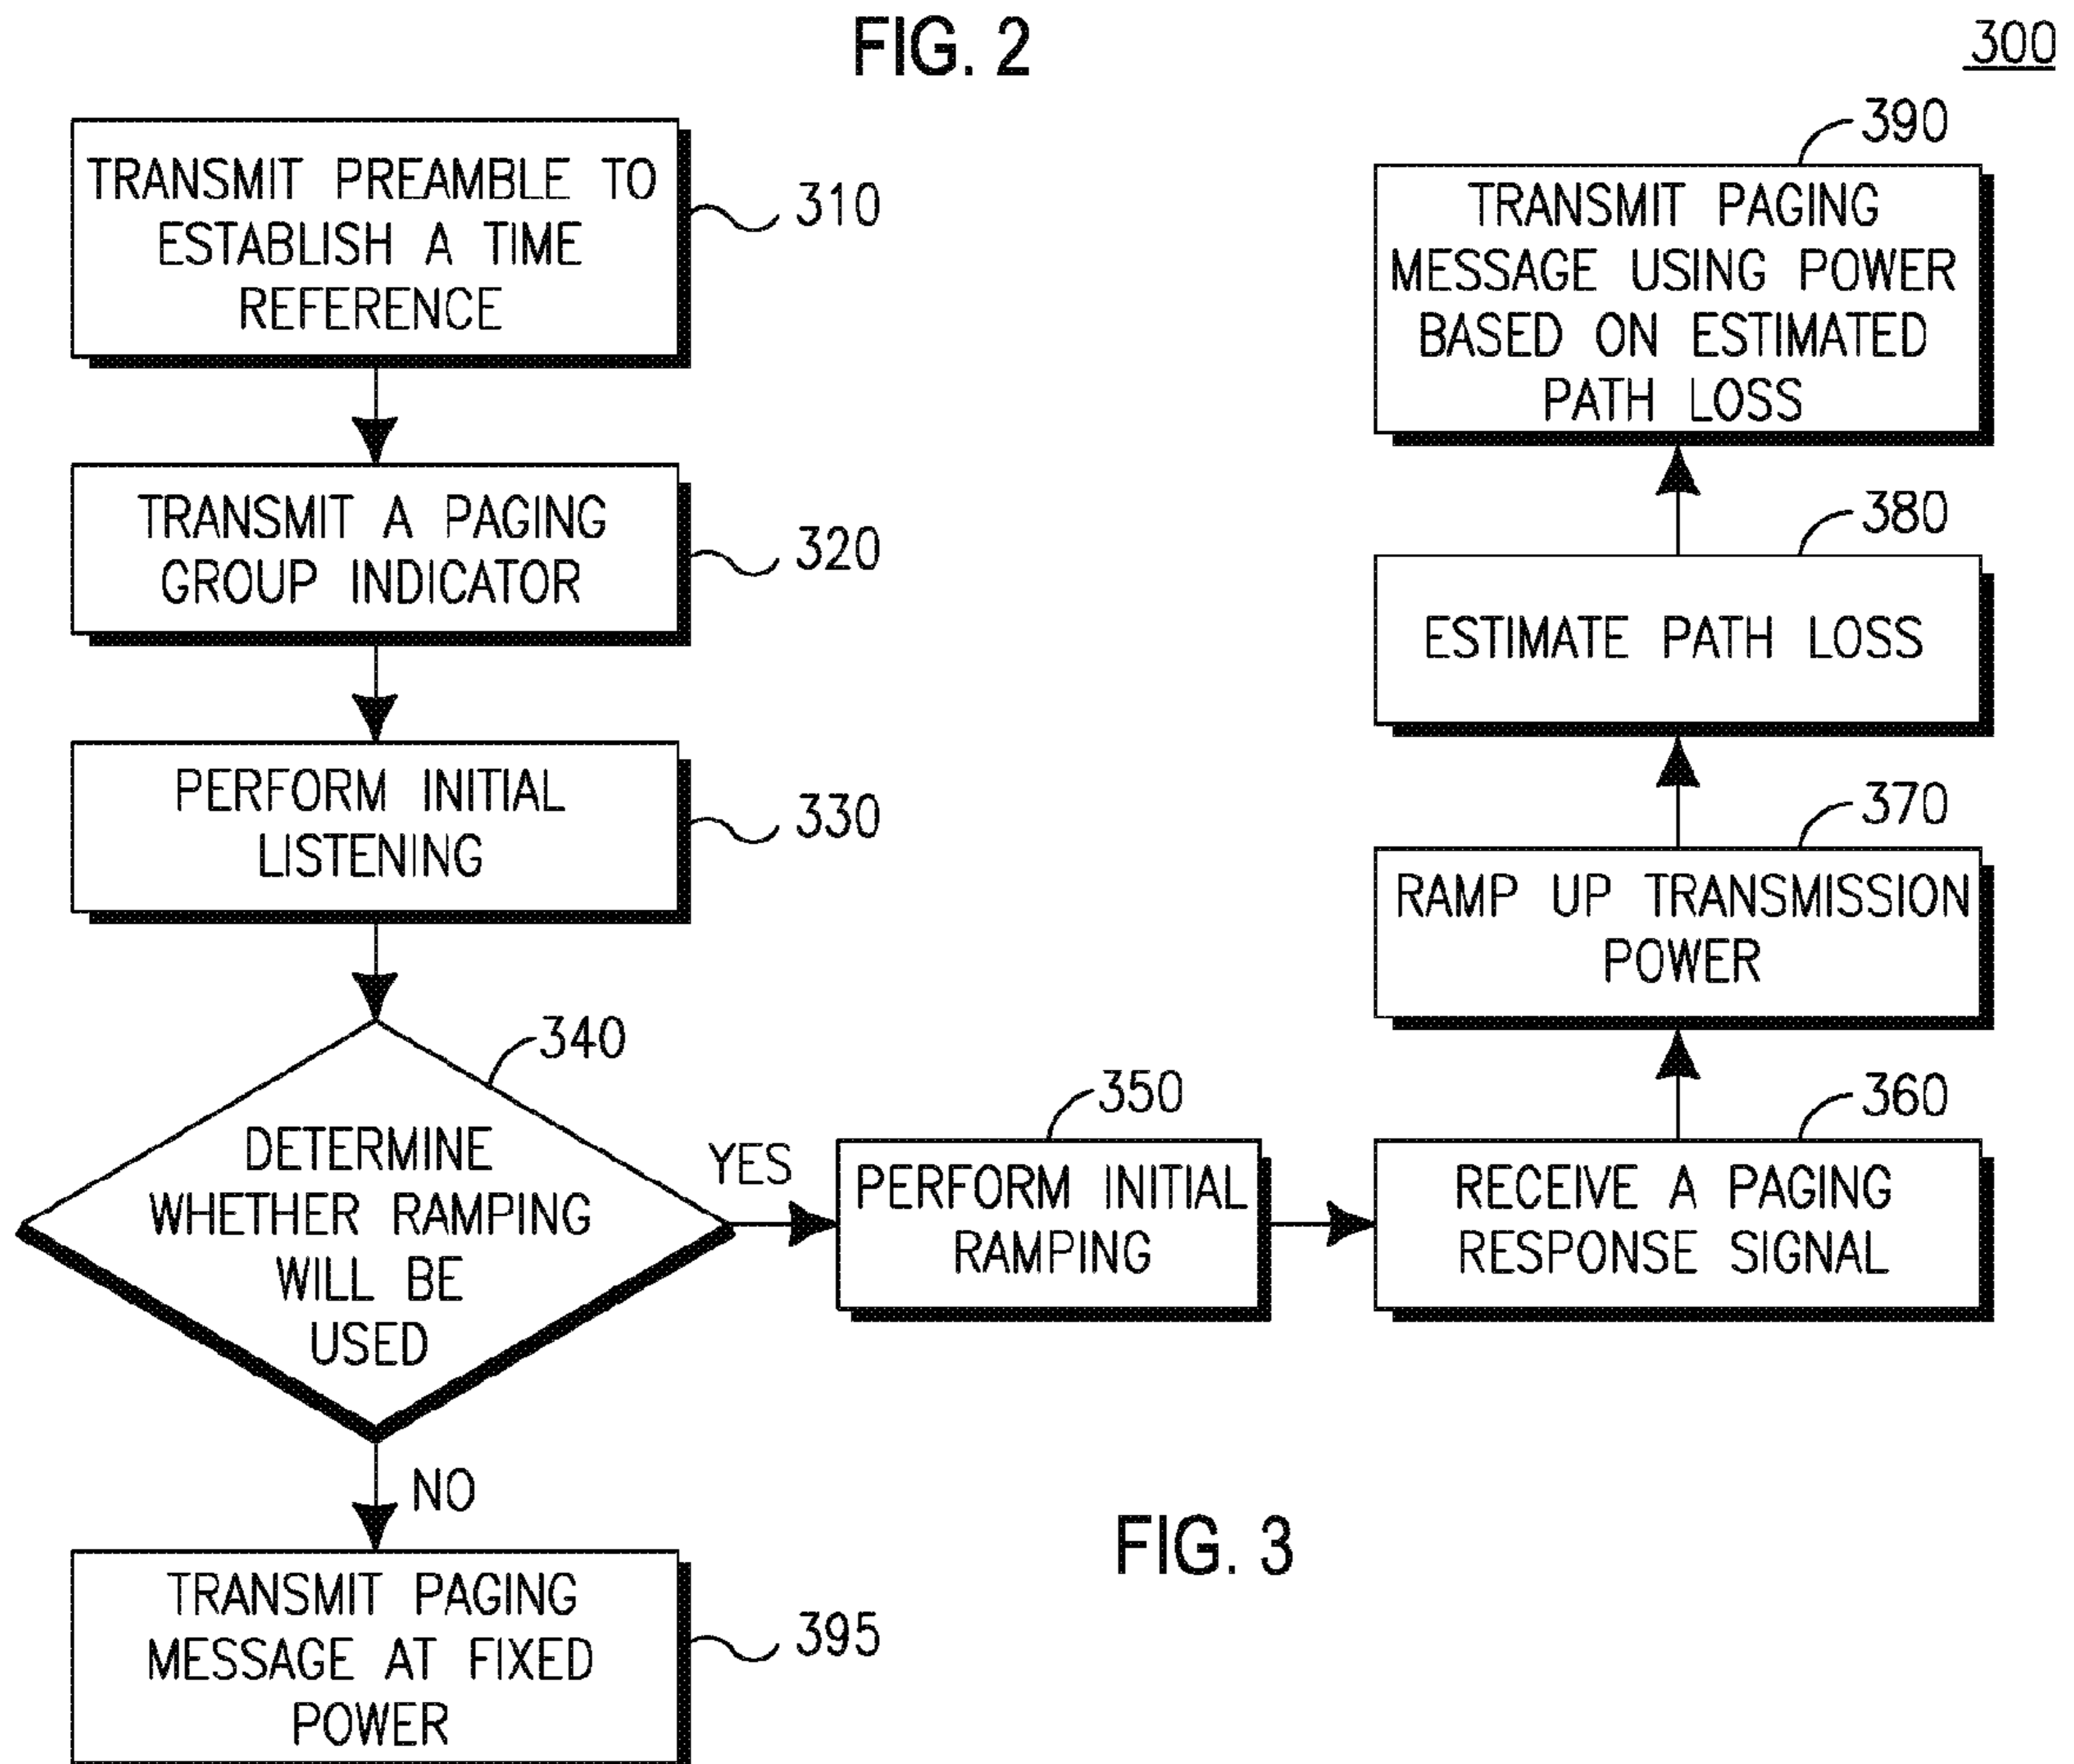 FIG. 2
300
TRANSMIT PREAMBLE TO
ESTABLISH A TIME
REFERENCE
310
TRANSMIT A PAGING
GROUP INDICATOR
320
PERFORM INITIAL
LISTENING
330
340
DETERMINE
WHETHER RAMPING
WILL BE
USED
YES
NO
350
PERFORM INITIAL
RAMPING
360
RECEIVE A PAGING
RESPONSE SIGNAL
370
RAMP UP TRANSMISSION
POWER
380
ESTIMATE PATH LOSS
390
TRANSMIT PAGING
MESSAGE USING POWER
BASED ON ESTIMATED
PATH LOSS
TRANSMIT PAGING
MESSAGE AT FIXED
POWER
395
FIG. 3